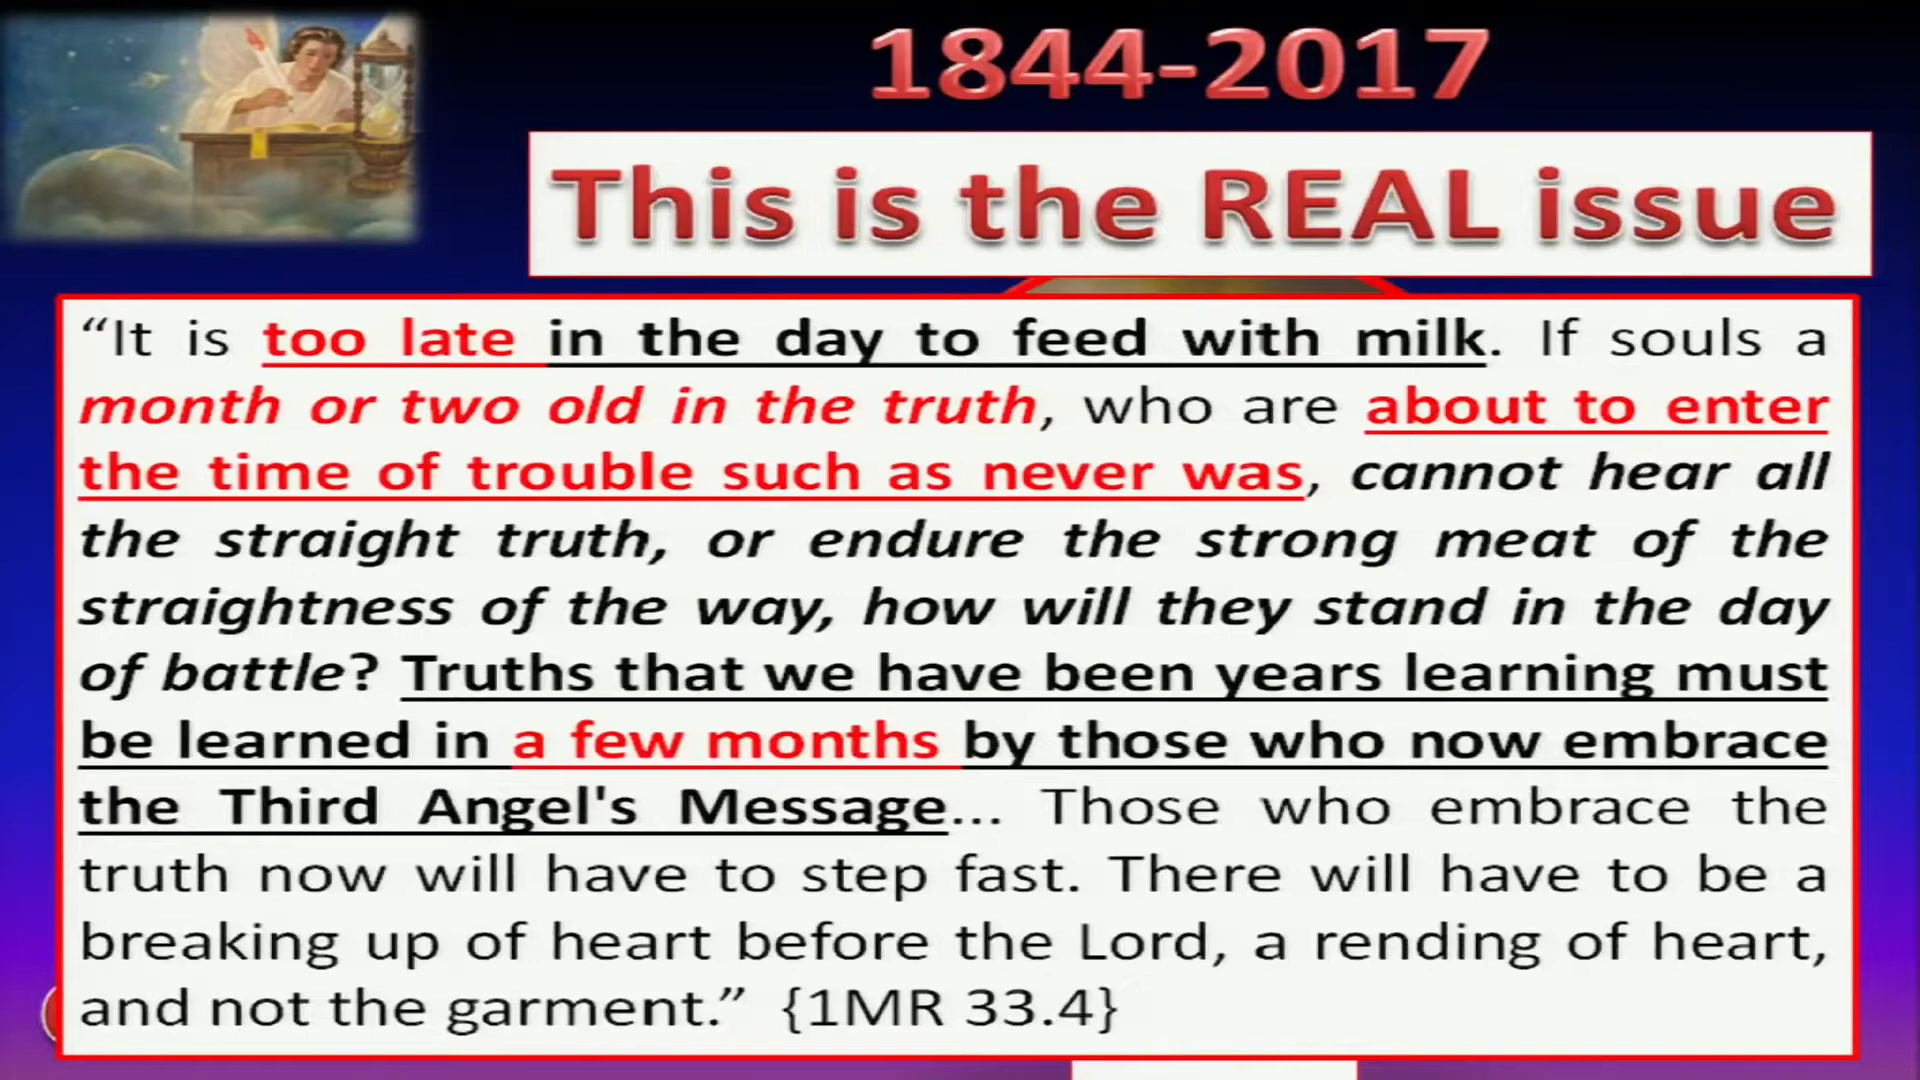 1844-2017
This is the REAL issue
“It is too late in the day to feed with milk. If souls a
month or two old in the truth, who are about to enter
the time of trouble such as never was, cannot hear all
the straight truth, or endure the strong meat of the
straightness of the way, how will they stand in the day
of battle? Truths that we have been years learning must
be learned in a few months by those who now embrace
the Third Angel's Message... Those who embrace the
truth now will have to step fast. There will have to be a
breaking up of heart before the Lord, a rending of heart,
and not the garment.” {1MR 33.4}